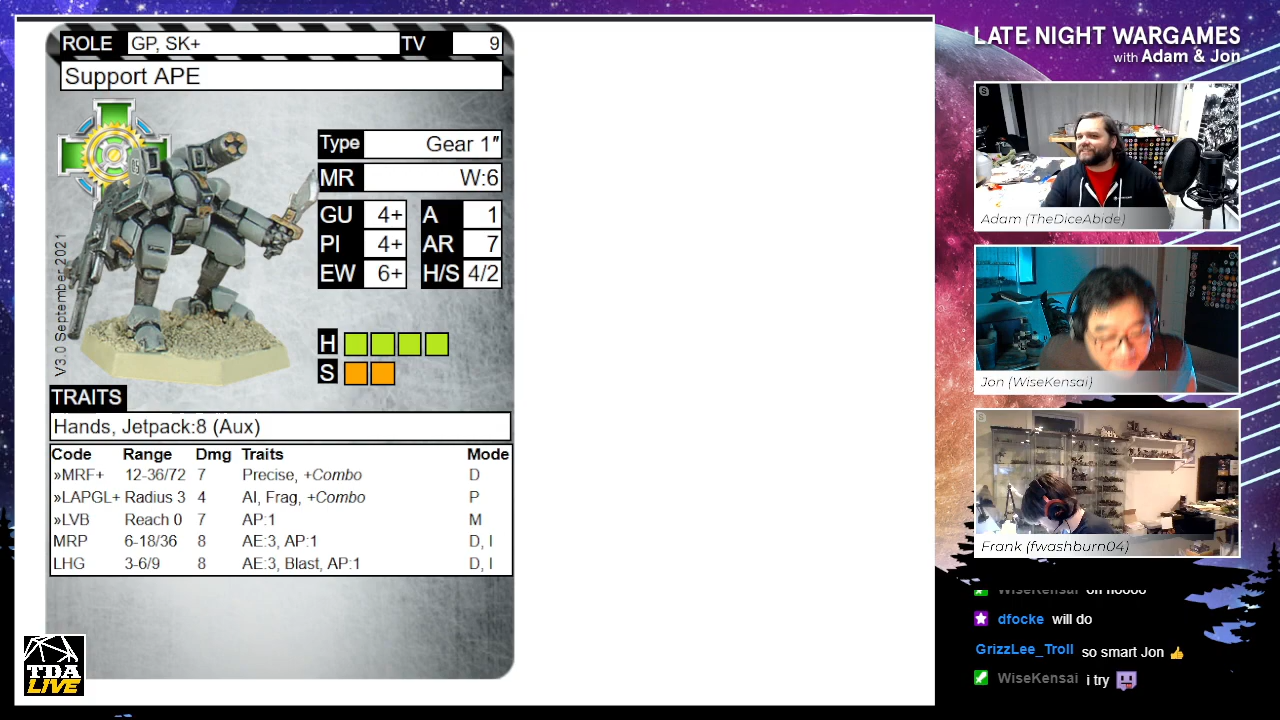 ROLE GP, SK+ TV 9
Support APE
Type Gear 1″
MR W:6
GU 4+ A 1
PI 4+ AR 7
EW 6+ H/S 4/2
H
S
V3.0 September 2021
TRAITS
Hands, Jetpack:8 (Aux)
Code Range Dmg Traits Mode
»MRF+ 12-36/72 7 Precise, +Combo D
»LAPGL+ Radius 3 4 AI, Frag, +Combo P
»LVB Reach 0 7 AP:1 M
MRP 6-18/36 8 AE:3, AP:1 D, I
LHG 3-6/9 8 AE:3, Blast, AP:1 D, I
TDA
LIVE
LATE NIGHT WARGAMES
with Adam & Jon
Adam (TheDiceAbide)
Jon (WiseKensai)
Frank (fwashburn04)
WiseKensai oh noooo
dfocke will do
GrizzLee_Troll so smart Jon 👍
WiseKensai i try